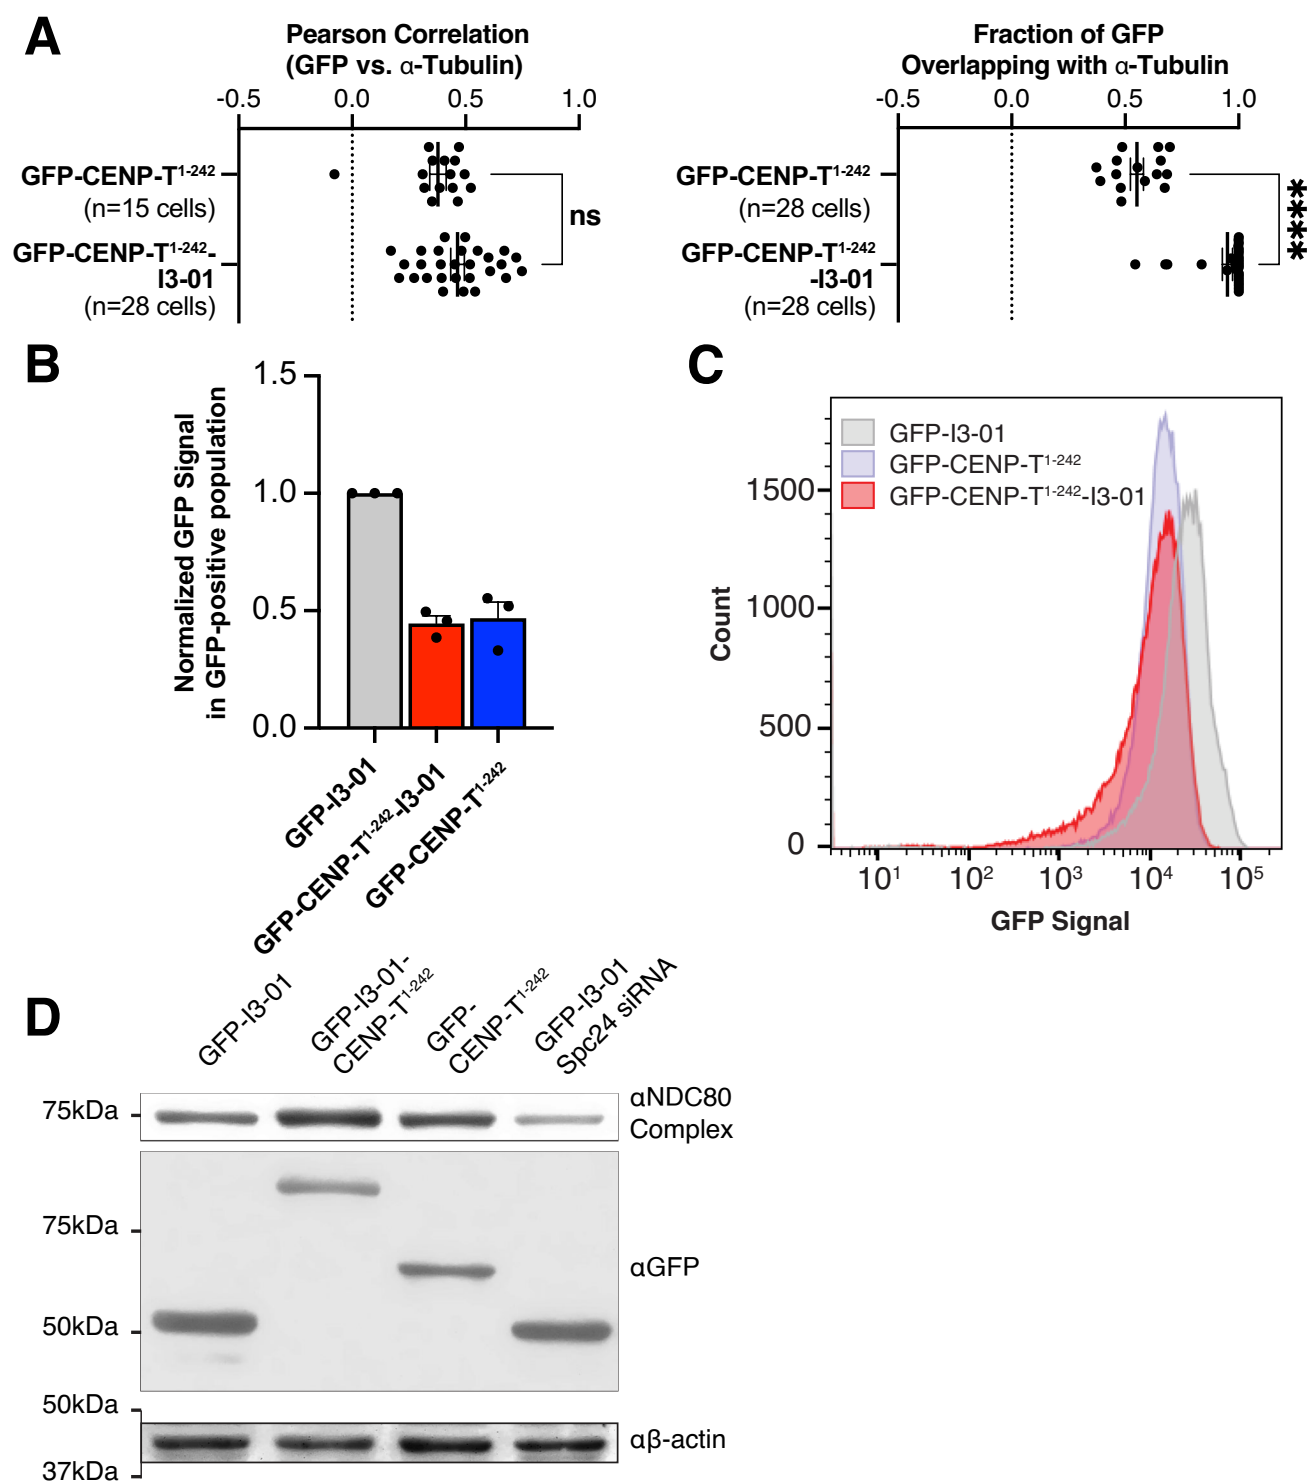 A
Pearson Correlation
(GFP vs. α-Tubulin)
-0.5 0.0 0.5 1.0
GFP-CENP-T¹⁻²⁴²
(n=15 cells)
GFP-CENP-T¹⁻²⁴²-
I3-01
(n=28 cells)
ns
Fraction of GFP
Overlapping with α-Tubulin
-0.5 0.0 0.5 1.0
GFP-CENP-T¹⁻²⁴²
(n=28 cells)
GFP-CENP-T¹⁻²⁴²
-I3-01
(n=28 cells)
****
B
Normalized GFP Signal
in GFP-positive population
1.5
1.0
0.5
0.0
GFP-I3-01
GFP-CENP-T¹⁻²⁴²-I3-01
GFP-CENP-T¹⁻²⁴²
C
GFP-I3-01
GFP-CENP-T¹⁻²⁴²
GFP-CENP-T¹⁻²⁴²-I3-01
Count
1500
1000
500
0
10¹ 10² 10³ 10⁴ 10⁵
GFP Signal
D
GFP-I3-01
GFP-I3-01-
CENP-T¹⁻²⁴²
GFP-
CENP-T¹⁻²⁴²
GFP-I3-01
Spc24 siRNA
75kDa
αNDC80
Complex
75kDa
αGFP
50kDa
50kDa
αβ-actin
37kDa